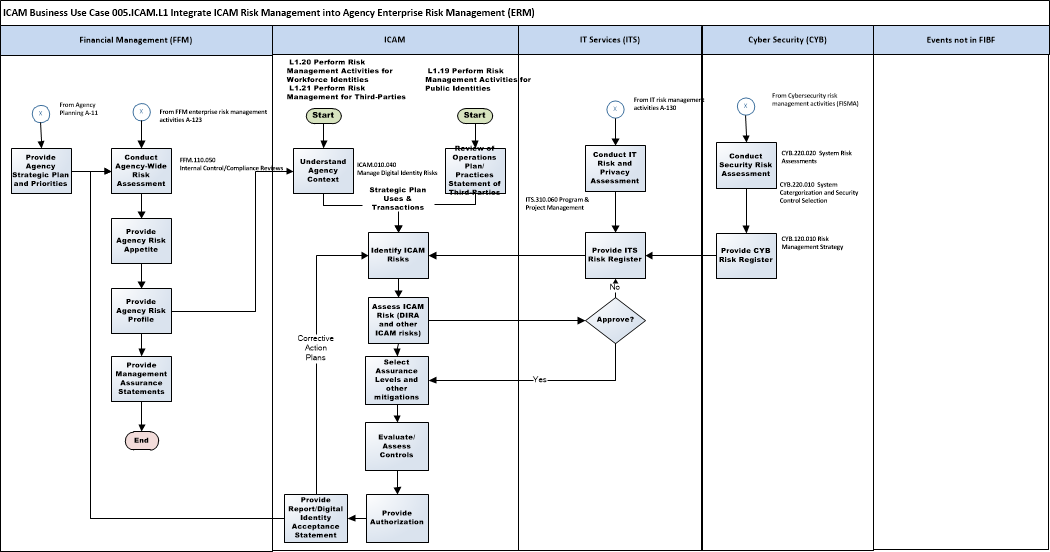 ICAM Business Use Case 005.ICAM.L1 Integrate ICAM Risk Management into Agency Enterprise Risk Management (ERM)
Financial Management (FFM)
ICAM
IT Services (ITS)
Cyber Security (CYB)
Events not in FIBF
X
From Agency
Planning A-11
Provide
Agency
Strategic Plan
and Priorities
X
From FFM enterprise risk management
activities A-123
Conduct
Agency-Wide
Risk
Assessment
FFM.110.050
Internal Control/Compliance Reviews
Provide
Agency Risk
Appetite
Provide
Agency Risk
Profile
Provide
Management
Assurance
Statements
End
L1.20 Perform Risk
Management Activities for
Workforce Identities
L1.21 Perform Risk
Management for Third-Parties
Start
L1.19 Perform Risk
Management Activities for
Public Identities
Start
Understand
Agency
Context
ICAM.010.040
Manage Digital Identity Risks
Review of
Operations
Plan/
Practices
Statement of
Third-Parties
Strategic Plan
Uses &
Transactions
Identify ICAM
Risks
Assess ICAM
Risk (DIRA
and other
ICAM risks)
Select
Assurance
Levels and
other
mitigations
Evaluate/
Assess
Controls
Provide
Authorization
Provide
Report/Digital
Identity
Acceptance
Statement
Corrective
Action
Plans
X
From IT risk management
activities A-130
Conduct IT
Risk and
Privacy
Assessment
ITS.310.060 Program &
Project Management
Provide ITS
Risk Register
No
Approve?
Yes
X
From Cybersecurity risk
management activities (FISMA)
Conduct
Security Risk
Assessment
CYB.220.020 System Risk
Assessments
CYB.220.010 System
Catergorization and Security
Control Selection
Provide CYB
Risk Register
CYB.120.010 Risk
Management Strategy